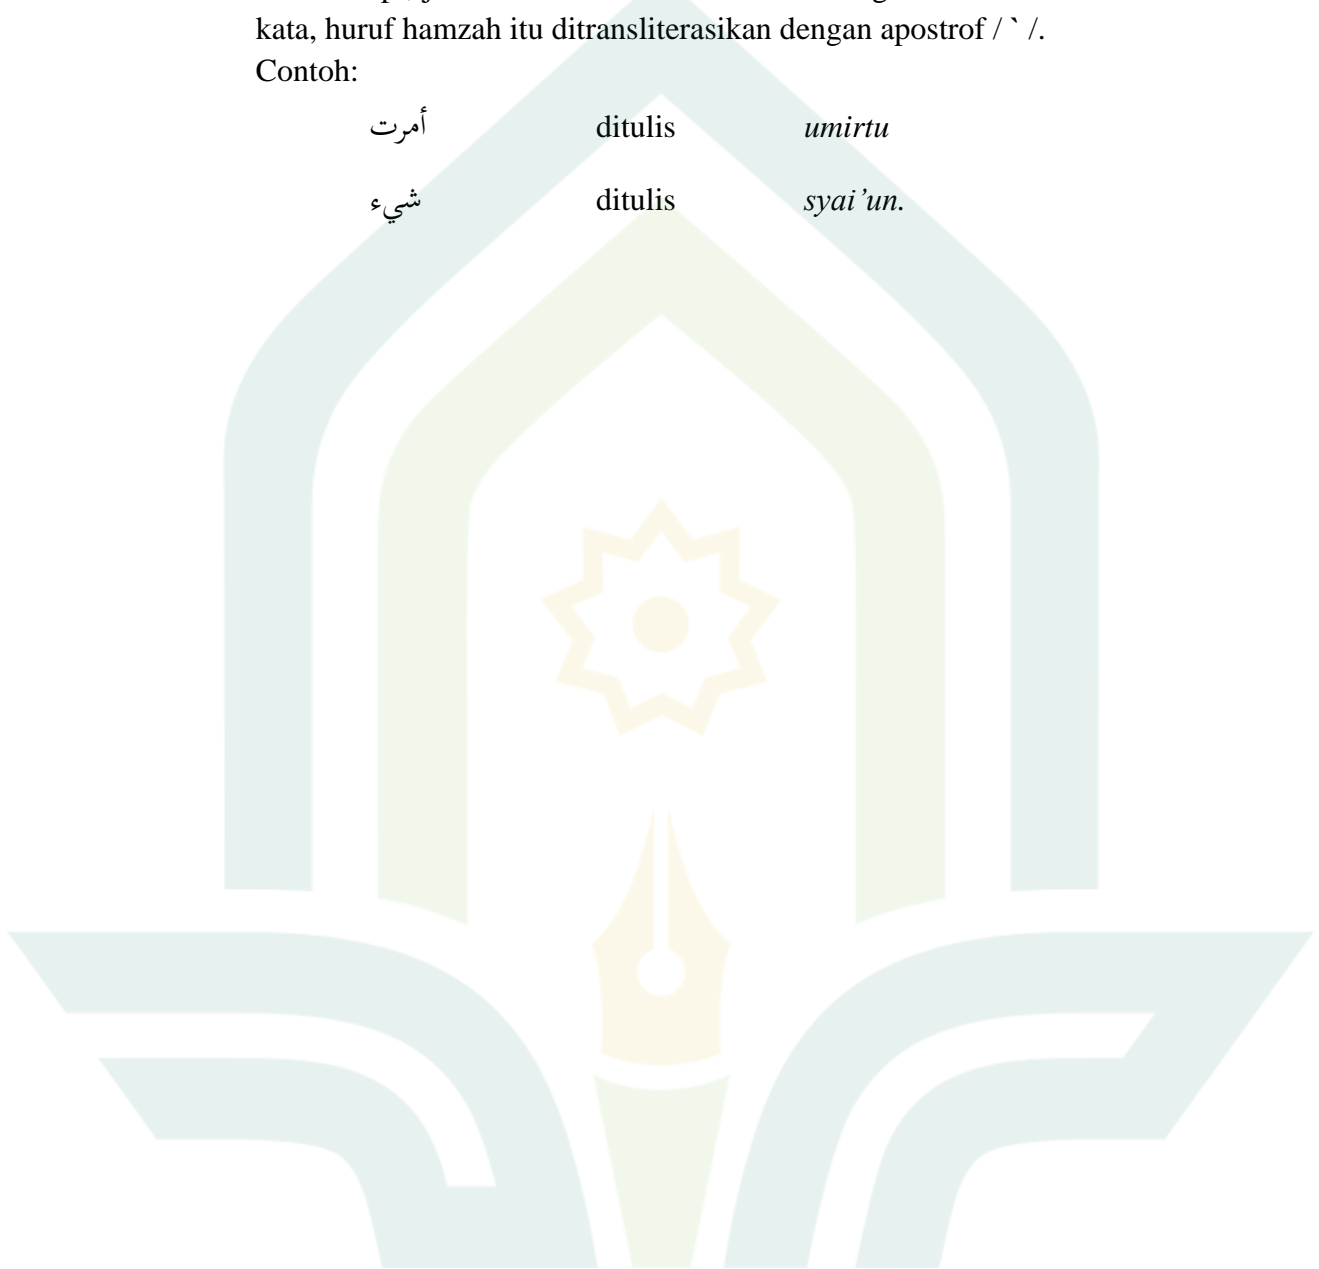 kata, huruf hamzah itu ditransliterasikan dengan apostrof / ` /.
Contoh:
أمرت ditulis umirtu
شيء ditulis syai’un.